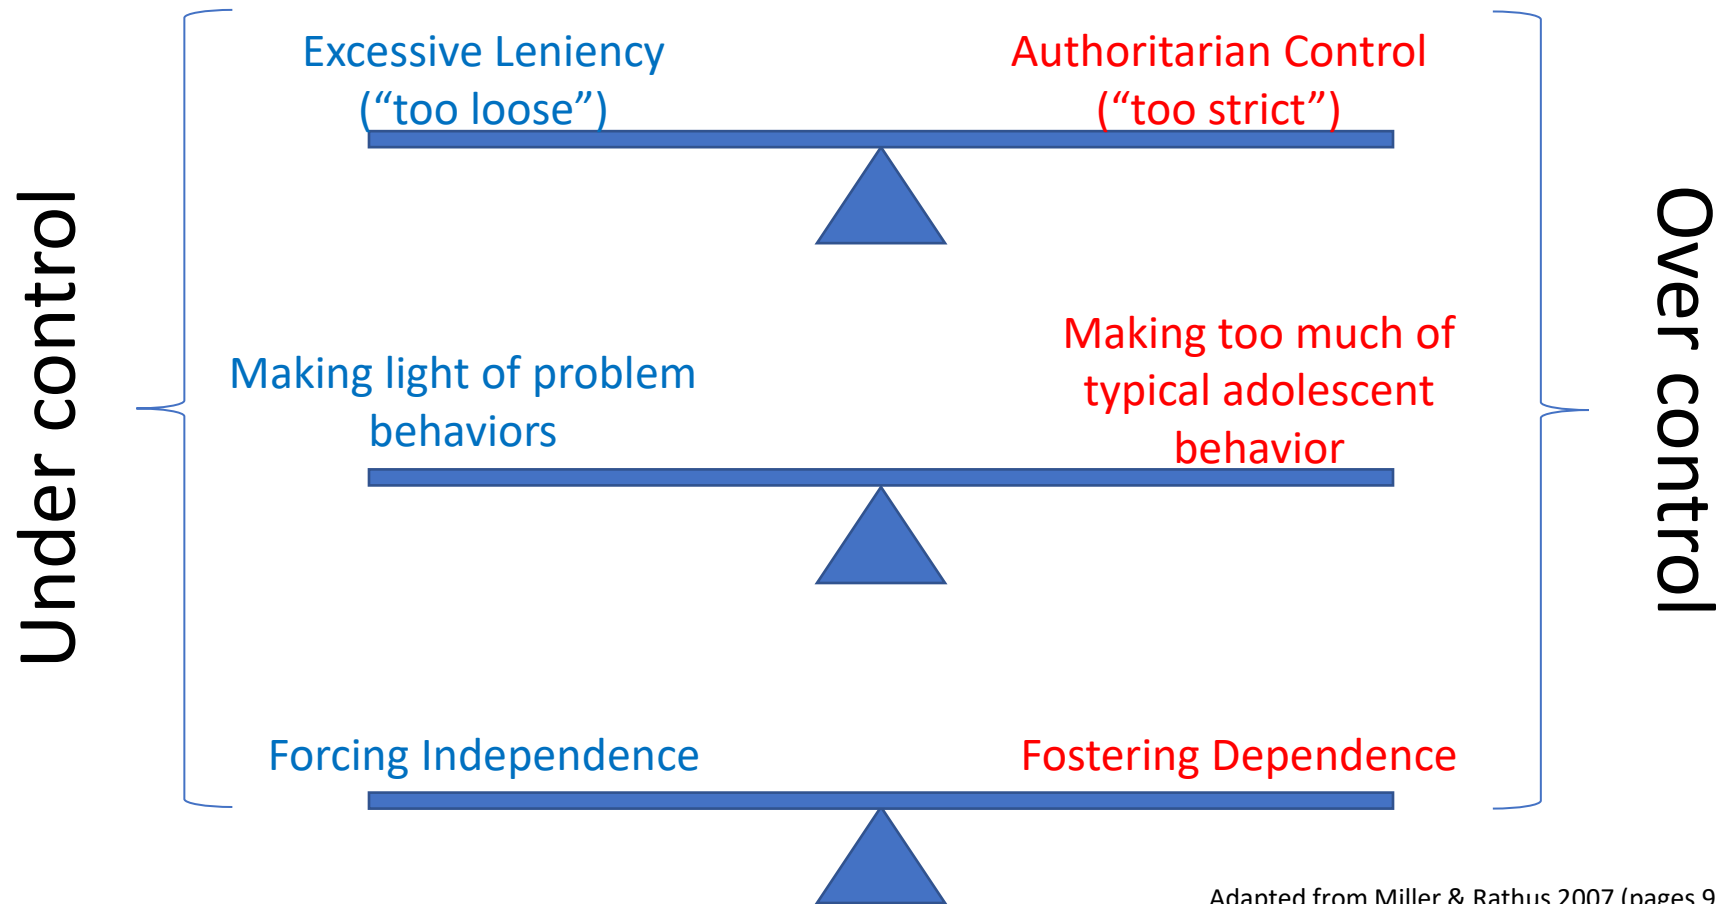 Under control
Excessive Leniency
(“too loose”)
Authoritarian Control
(“too strict”)
Making light of problem
behaviors
Making too much of
typical adolescent
behavior
Forcing Independence
Fostering Dependence
Over control
Adapted from Miller & Rathus 2007 (pages 9